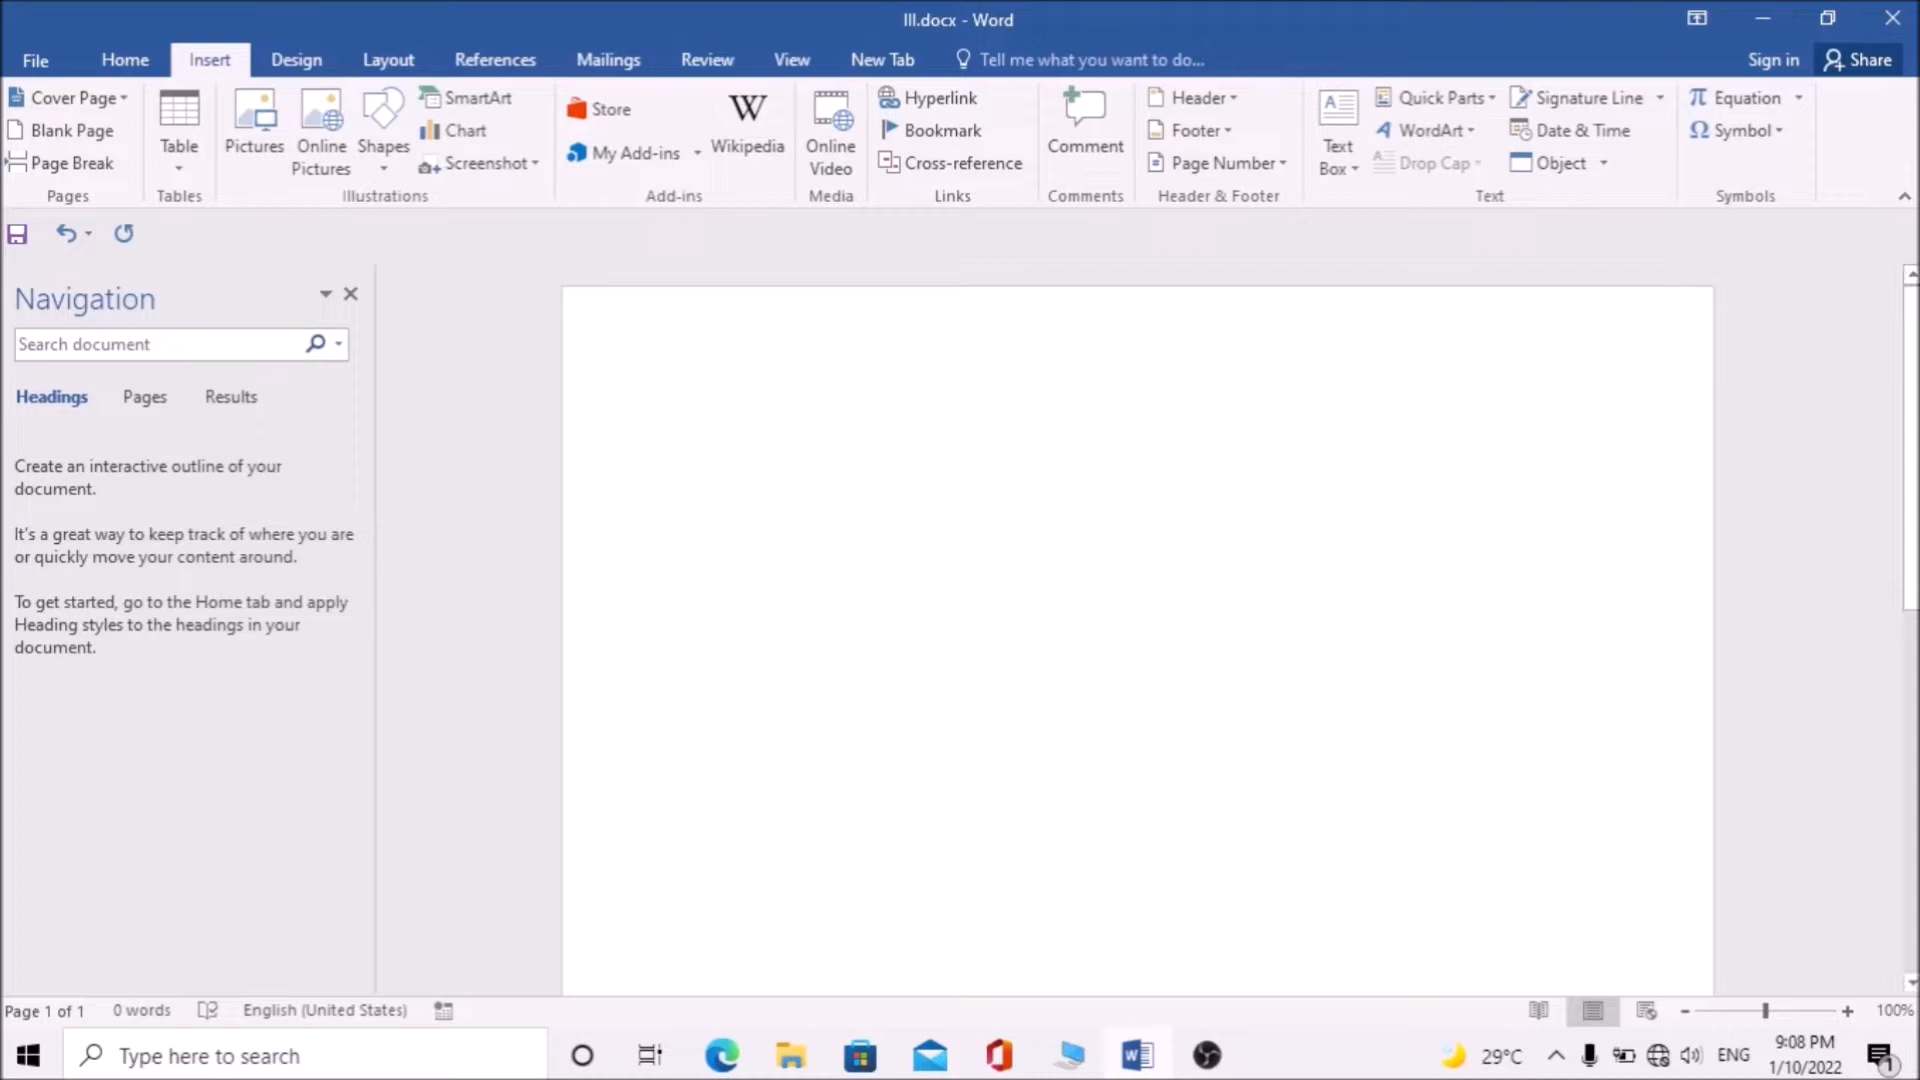 III.docx - Word
File Home Insert Design Layout References Mailings Review View New Tab Tell me what you want to do... Sign in Share
Cover Page
Blank Page
Page Break
Pages
Table
Tables
Pictures
Online Pictures
Shapes
SmartArt
Chart
Screenshot
Illustrations
Store
My Add-ins
W
Wikipedia
Add-ins
Online Video
Media
Hyperlink
Bookmark
Cross-reference
Links
Comment
Comments
Header
Footer
Page Number
Header & Footer
Text Box
Quick Parts
WordArt
Drop Cap
Signature Line
Date & Time
Object
Text
Equation
Symbol
Symbols
Navigation
Search document
Headings Pages Results
Create an interactive outline of your
document.
It's a great way to keep track of where you are
or quickly move your content around.
To get started, go to the Home tab and apply
Heading styles to the headings in your
document.
Page 1 of 1 0 words English (United States) 100%
Type here to search 29°C ENG 9:08 PM
1/10/2022 1